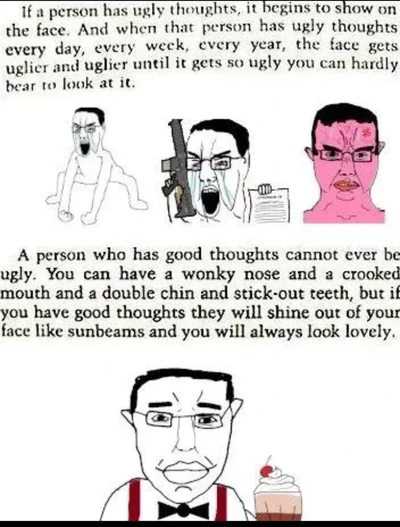 If a person has ugly thoughts, it begins to show on
the face. And when that person has ugly thoughts
every day, every week, every year, the face gets
uglier and uglier until it gets so ugly you can hardly
bear to look at it.
A person who has good thoughts cannot ever be
ugly. You can have a wonky nose and a crooked
mouth and a double chin and stick-out teeth, but if
you have good thoughts they will shine out of your
face like sunbeams and you will always look lovely.